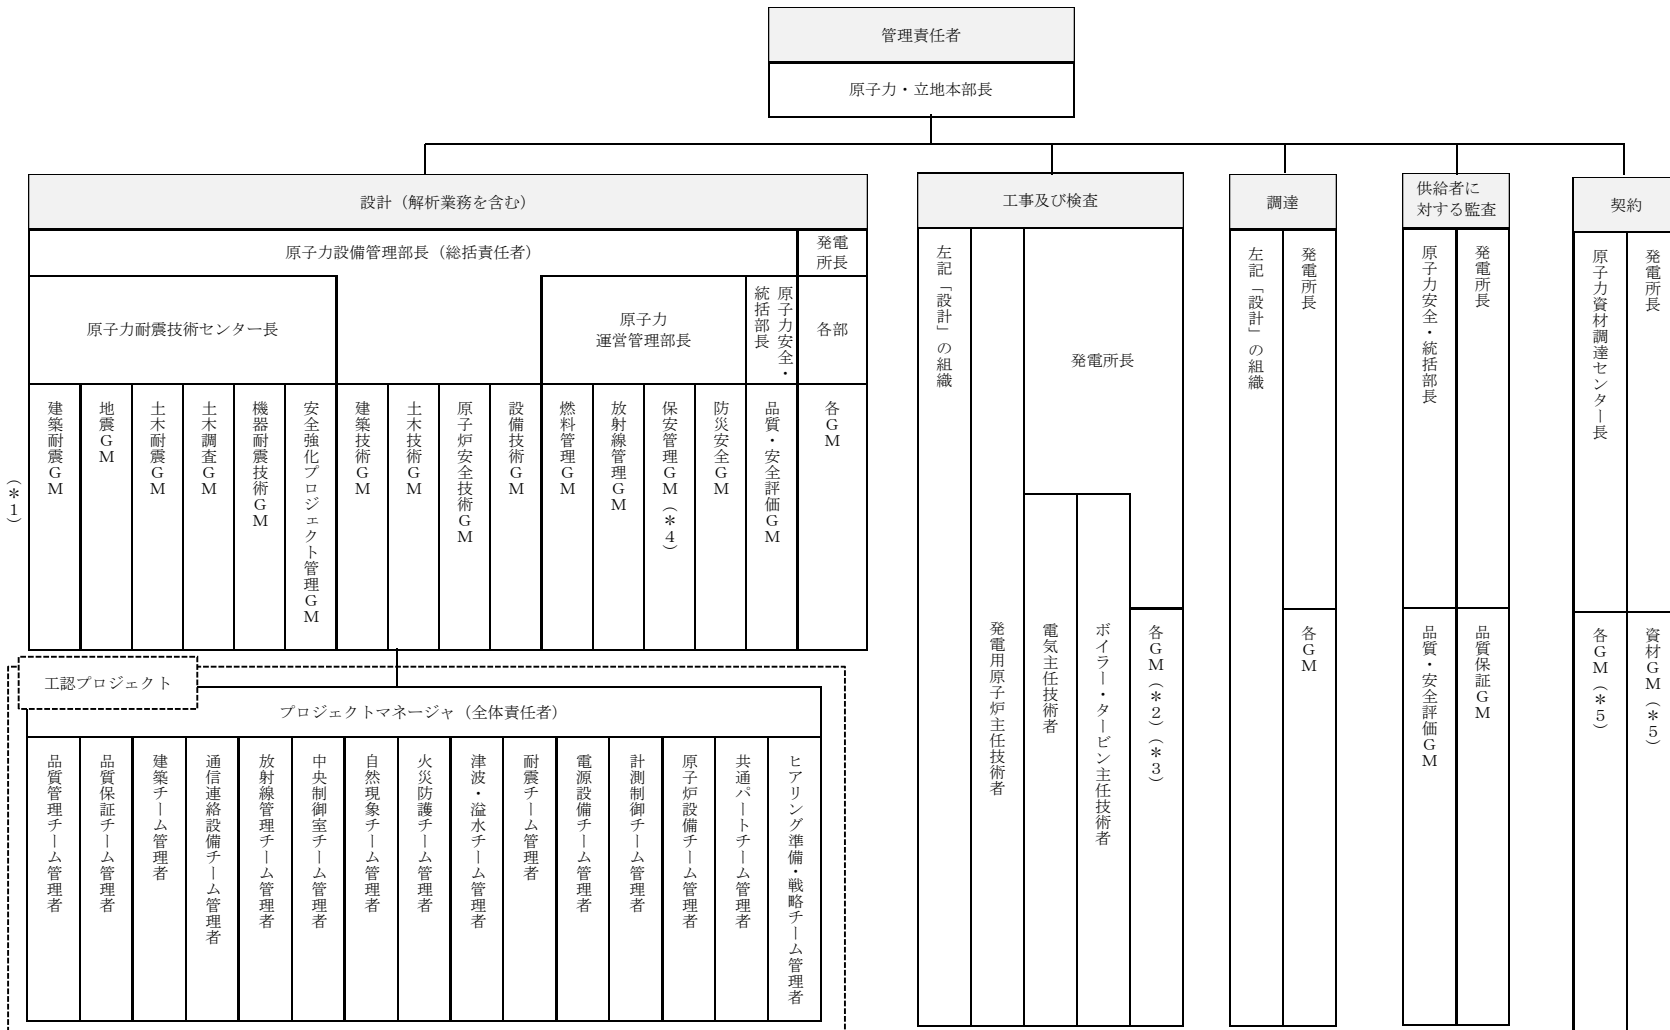 管理責任者
原子力・立地本部長
設計（解析業務を含む）
原子力設備管理部長（総括責任者）
発電
所長
原子力耐震技術センター長
原子力
運営管理部長
原子力安全・
統括部長
各部
建築耐震GM
地震GM
土木耐震GM
土木調査GM
機器耐震技術GM
安全強化プロジェクト管理GM
建築技術GM
土木技術GM
原子炉安全技術GM
設備技術GM
燃料管理GM
放射線管理GM
保安管理GM（＊4）
防災安全GM
品質・安全評価GM
各GM
（＊1）
工認プロジェクト
プロジェクトマネージャ（全体責任者）
品質管理チーム管理者
品質保証チーム管理者
建築チーム管理者
通信連絡設備チーム管理者
放射線管理チーム管理者
中央制御室チーム管理者
自然現象チーム管理者
火災防護チーム管理者
津波・溢水チーム管理者
耐震チーム管理者
電源設備チーム管理者
計測制御チーム管理者
原子炉設備チーム管理者
共通パートチーム管理者
ヒアリング準備・戦略チーム管理者
工事及び検査
左記「設計」の組織
発電用原子炉主任技術者
発電所長
電気主任技術者
ボイラー・タービン主任技術者
各GM（＊2）（＊3）
調達
左記「設計」の組織
発電所長
各GM
供給者に
対する監査
原子力安全・統括部長
発電所長
品質・安全評価GM
品質保証GM
契約
原子力資材調達センター長
発電所長
各GM（＊5）
資材GM（＊5）